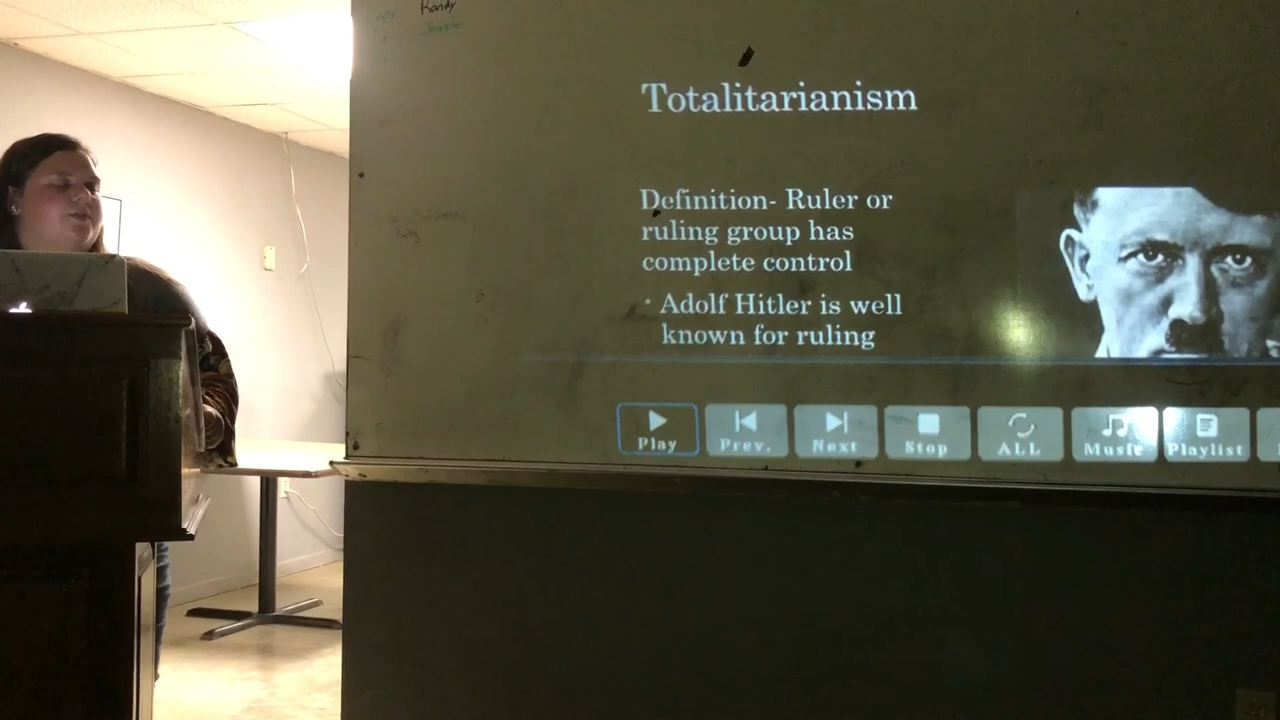 Randy
Totalitarianism
Definition- Ruler or
ruling group has
complete control
· Adolf Hitler is well
known for ruling
Play
Prev.
Next
Stop
ALL
Music
Playlist